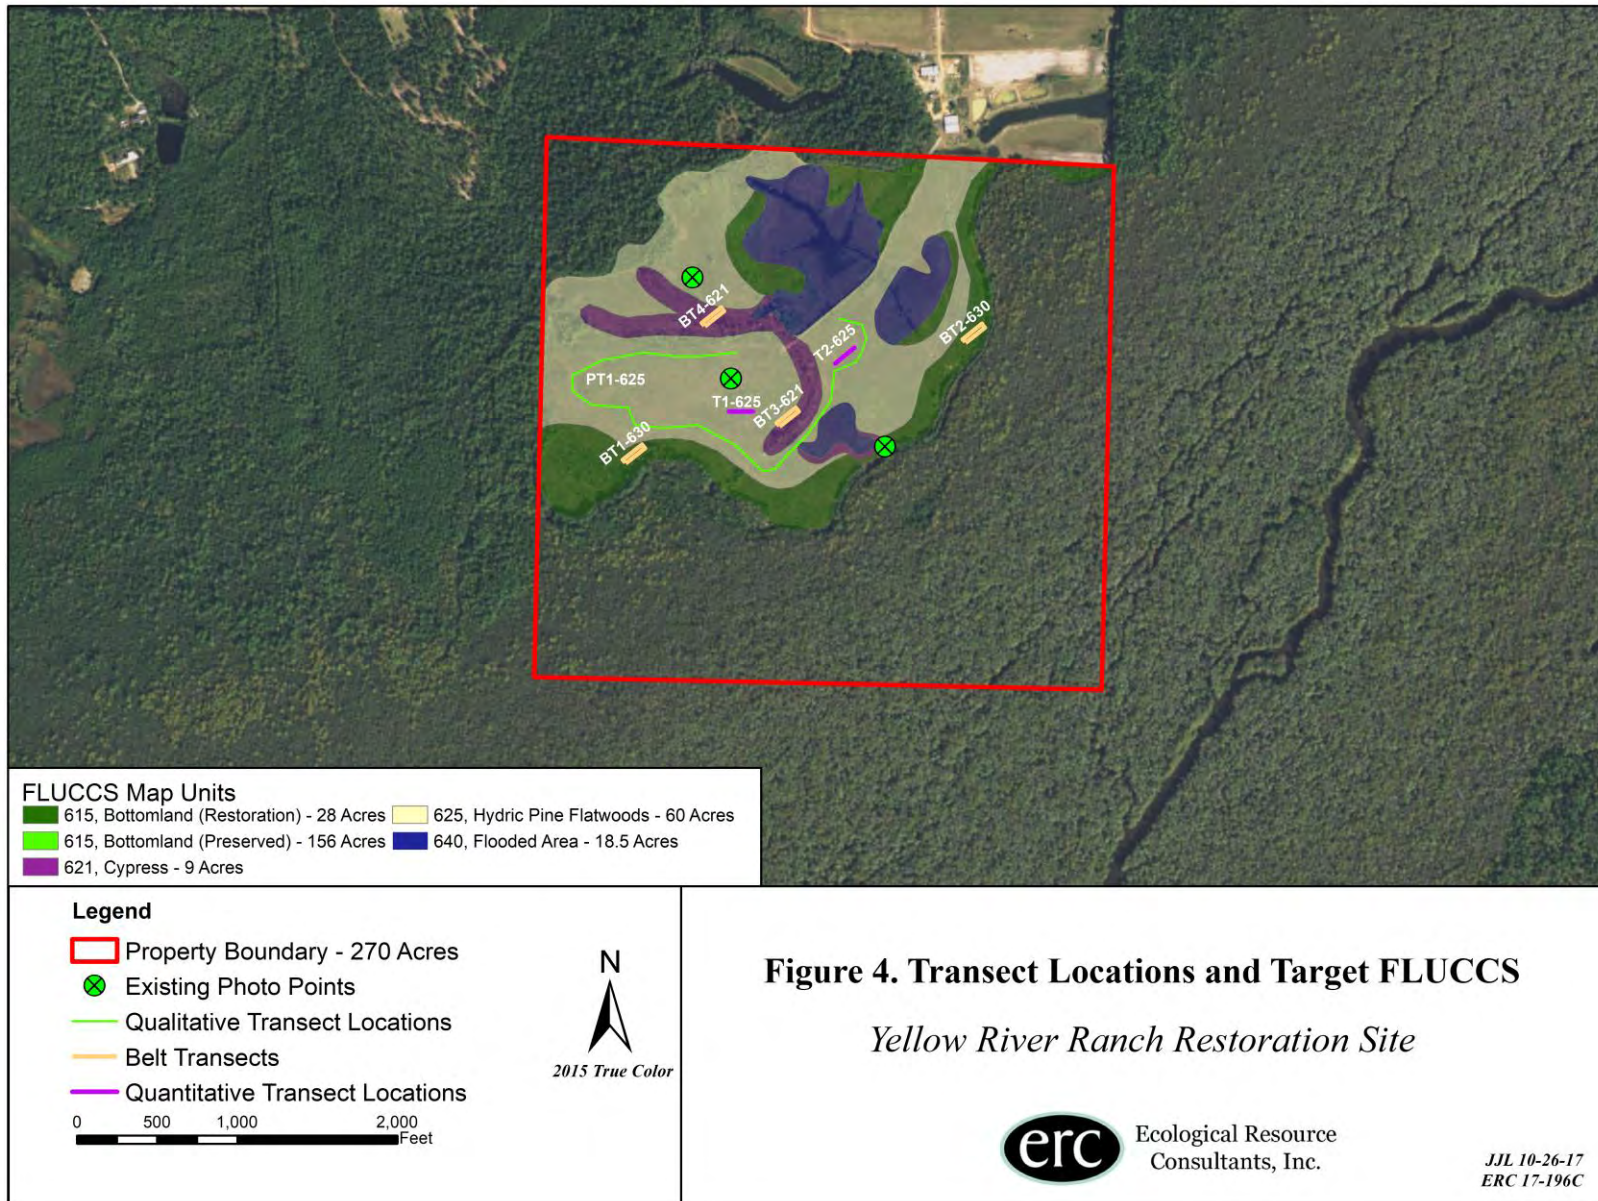 BT4-621
T2-625
BT2-630
PT1-625
T1-625
BT3-621
BT1-630
FLUCCS Map Units
615, Bottomland (Restoration) - 28 Acres
625, Hydric Pine Flatwoods - 60 Acres
615, Bottomland (Preserved) - 156 Acres
640, Flooded Area - 18.5 Acres
621, Cypress - 9 Acres
Legend
Property Boundary - 270 Acres
Existing Photo Points
Qualitative Transect Locations
Belt Transects
Quantitative Transect Locations
0 500 1,000 2,000
Feet
N
2015 True Color
Figure 4. Transect Locations and Target FLUCCS
Yellow River Ranch Restoration Site
erc
Ecological Resource
Consultants, Inc.
JJL 10-26-17
ERC 17-196C